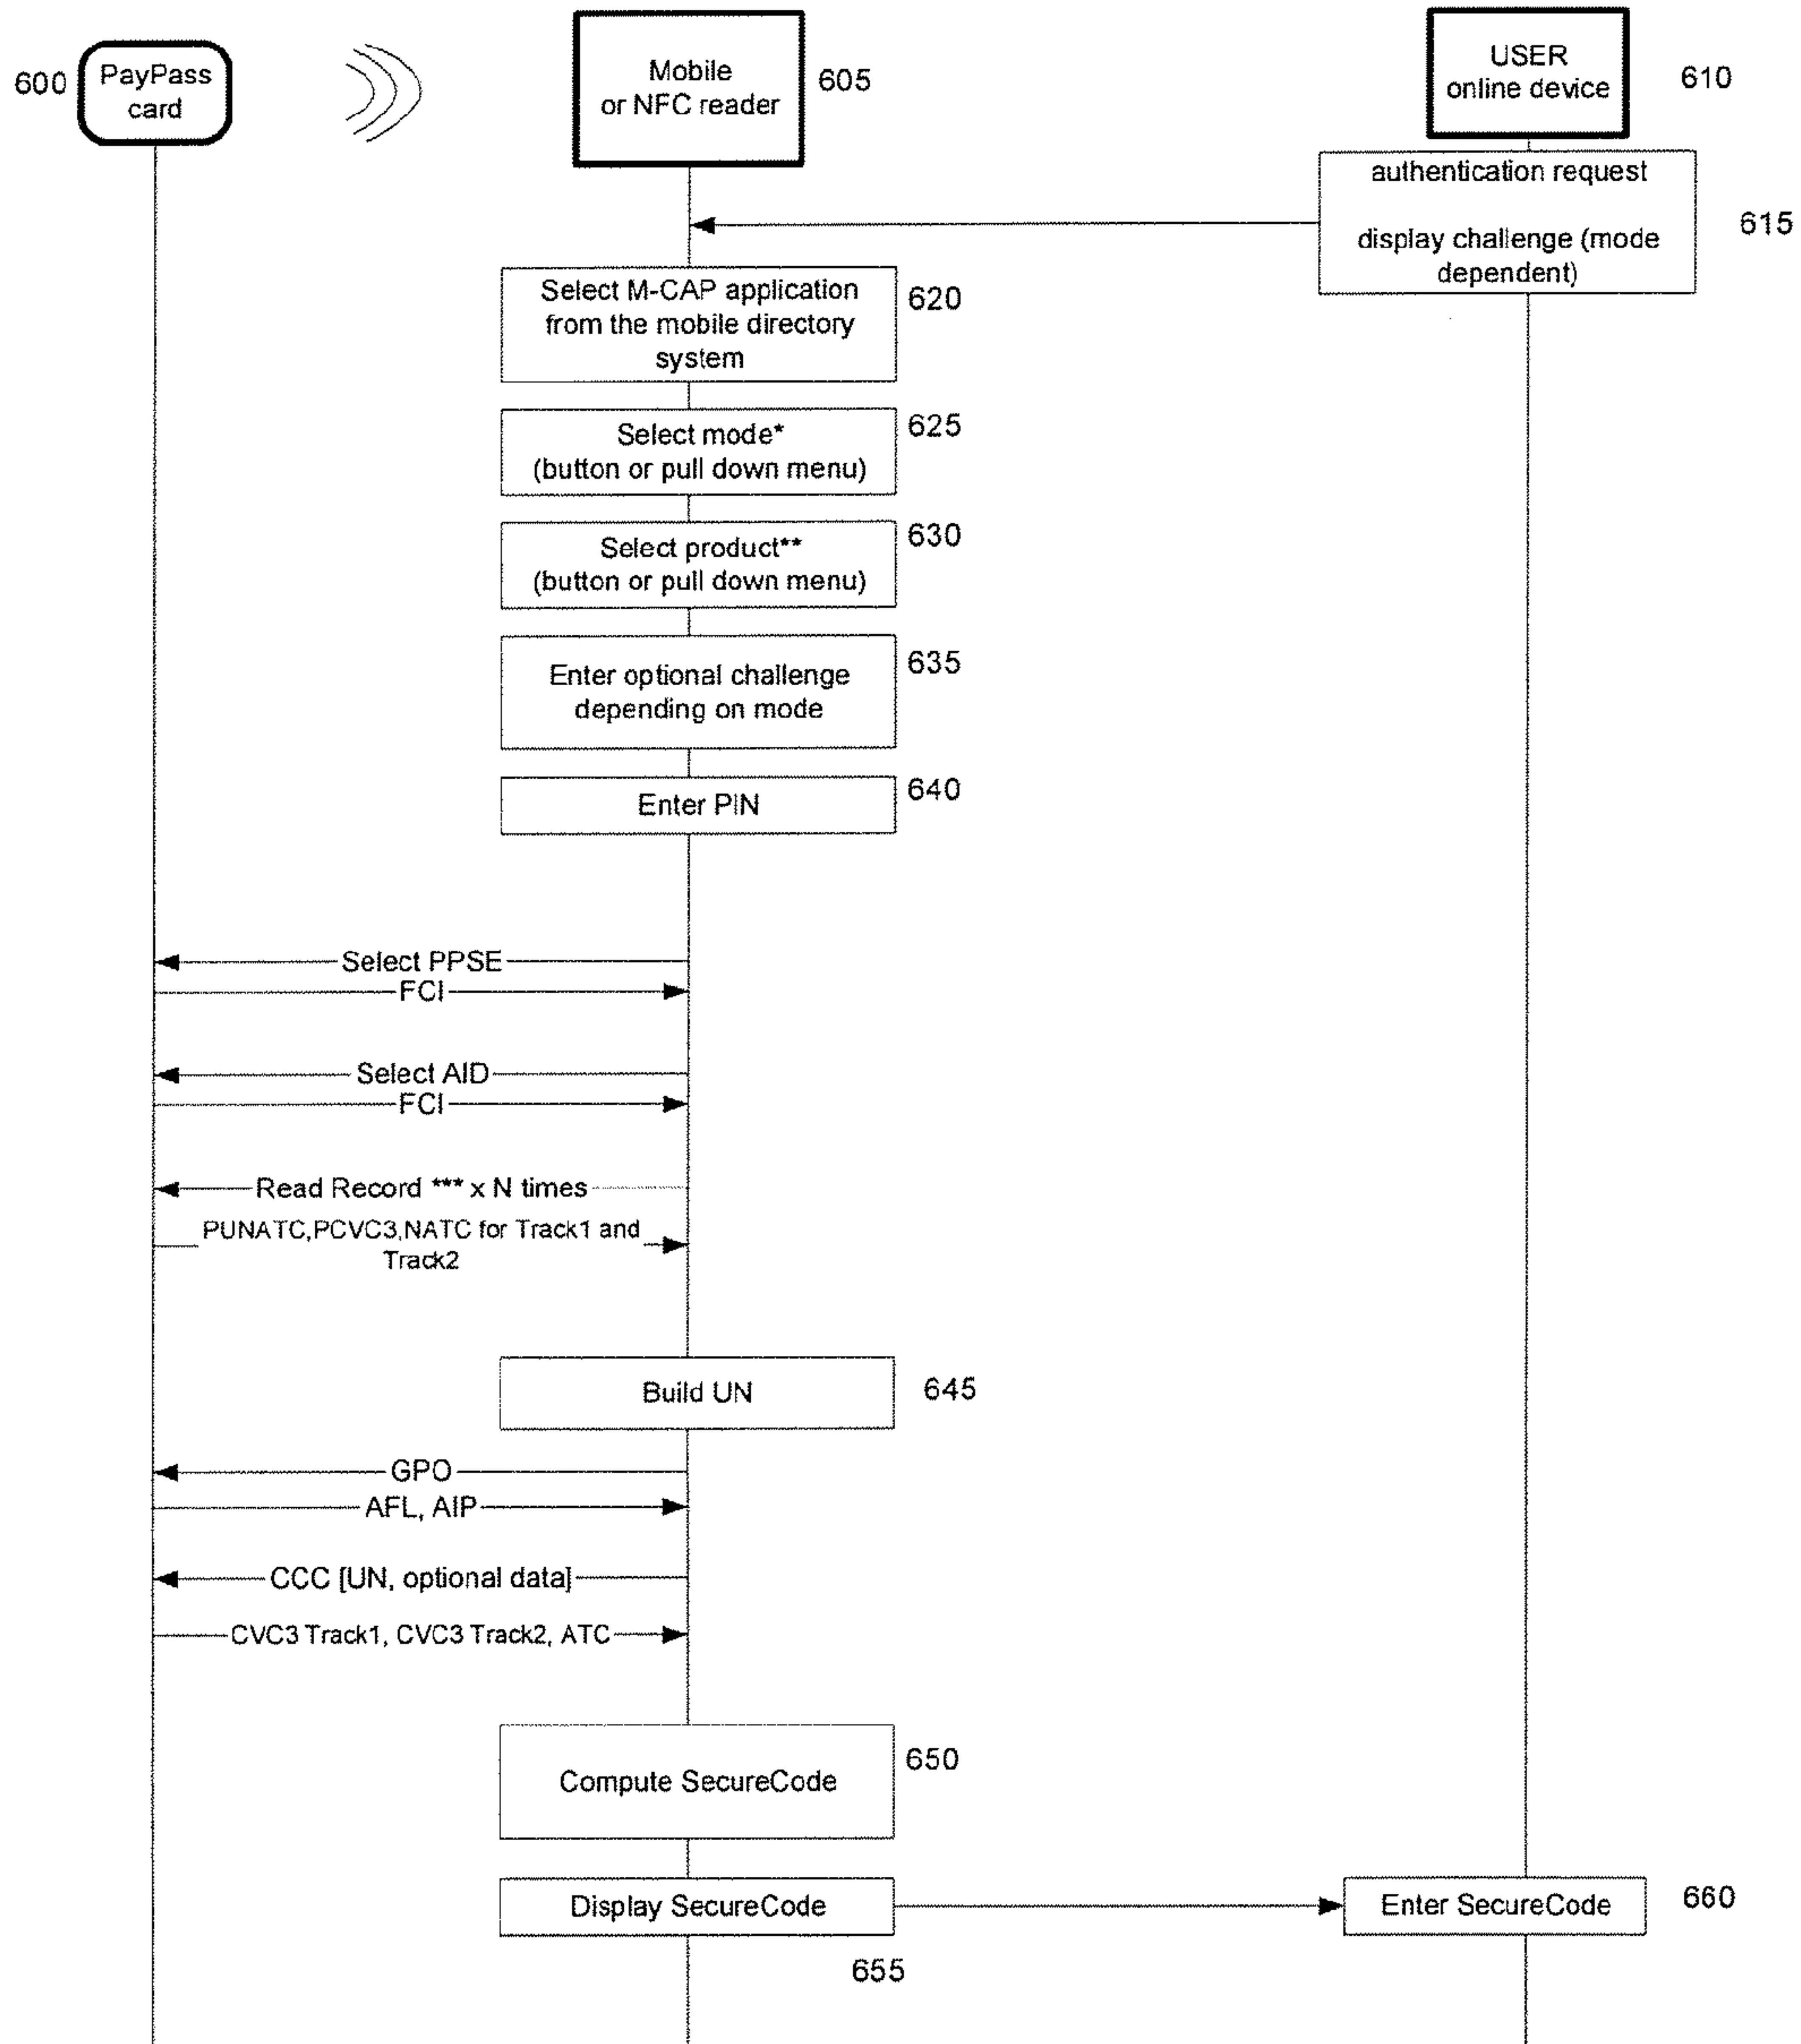 600
PayPass
card
Mobile
or NFC reader
605
USER
online device
610
authentication request
display challenge (mode
dependent)
615
Select M-CAP application
from the mobile directory
system
620
Select mode*
(button or pull down menu)
625
Select product**
(button or pull down menu)
630
Enter optional challenge
depending on mode
635
Enter PIN
640
Select PPSE
FCI
Select AID
FCI
Read Record *** x N times
PUNATC,PCVC3,NATC for Track1 and
Track2
Build UN
645
GPO
AFL, AIP
CCC [UN, optional data]
CVC3 Track1, CVC3 Track2, ATC
Compute SecureCode
650
Display SecureCode
655
Enter SecureCode
660